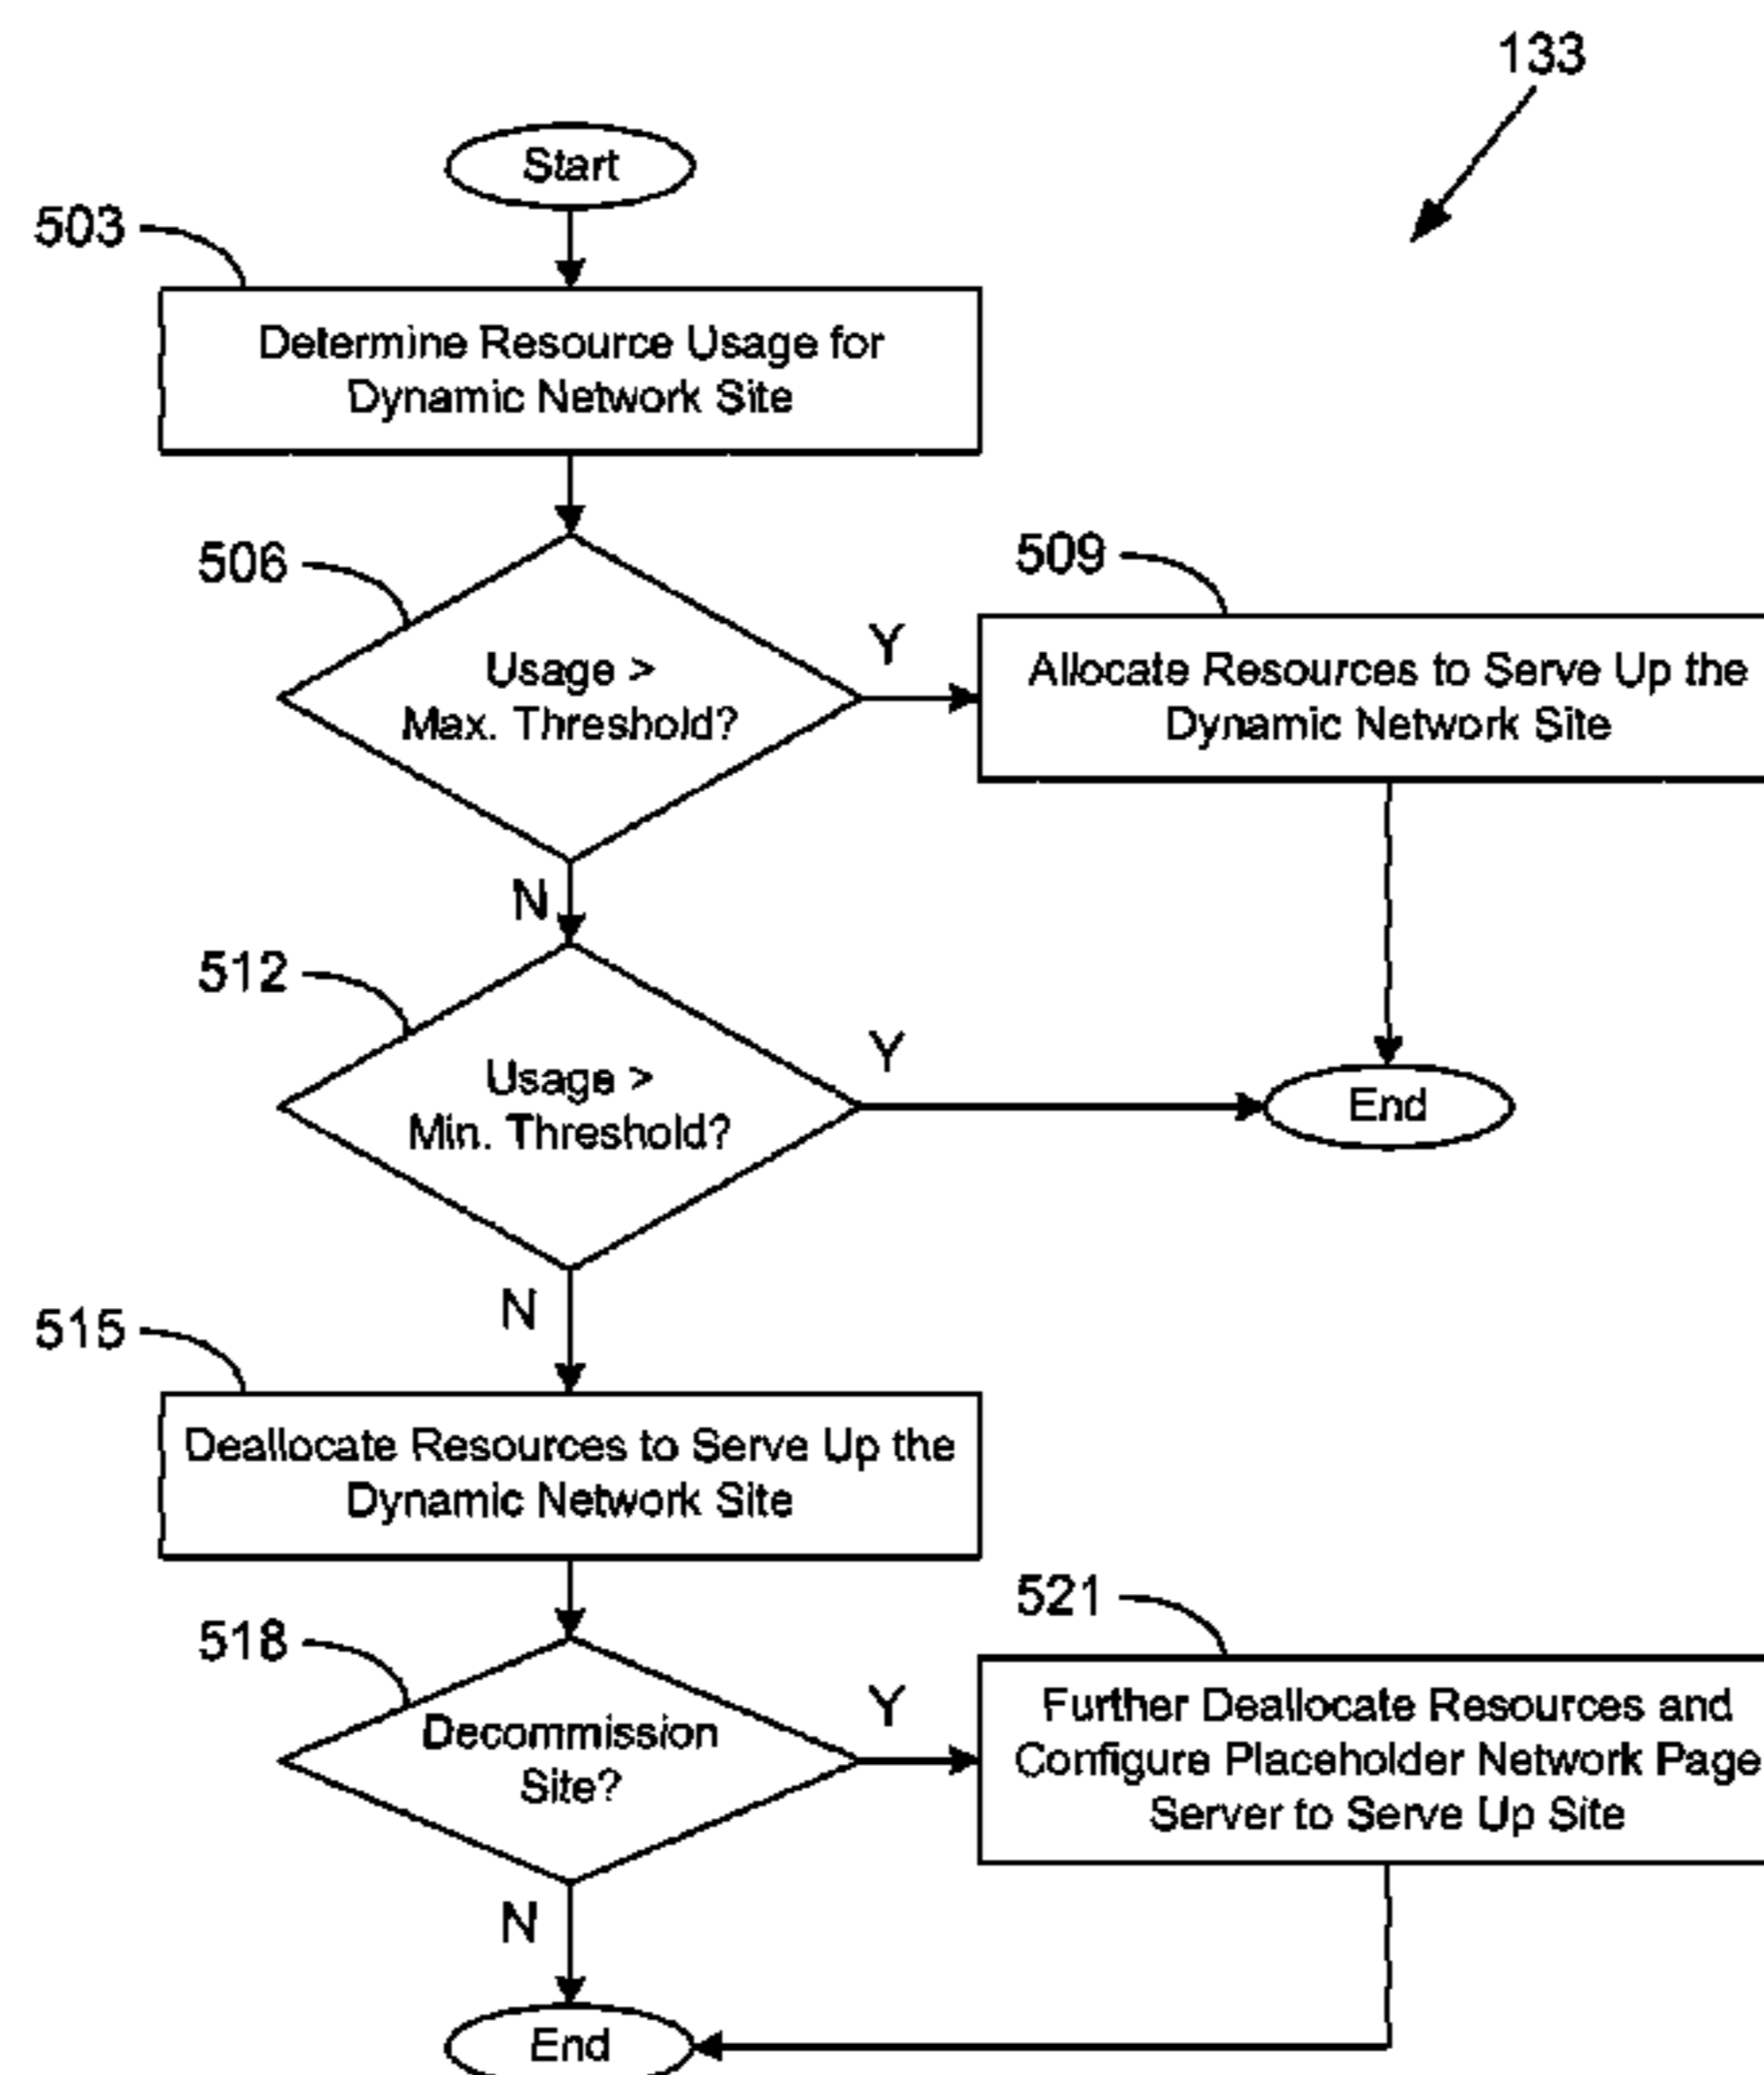 133
Start
503
Determine Resource Usage for
Dynamic Network Site
506
Usage >
Max. Threshold?
Y
509
Allocate Resources to Serve Up the
Dynamic Network Site
N
512
Usage >
Min. Threshold?
Y
End
N
515
Deallocate Resources to Serve Up the
Dynamic Network Site
518
Decommission
Site?
Y
521
Further Deallocate Resources and
Configure Placeholder Network Page
Server to Serve Up Site
N
End